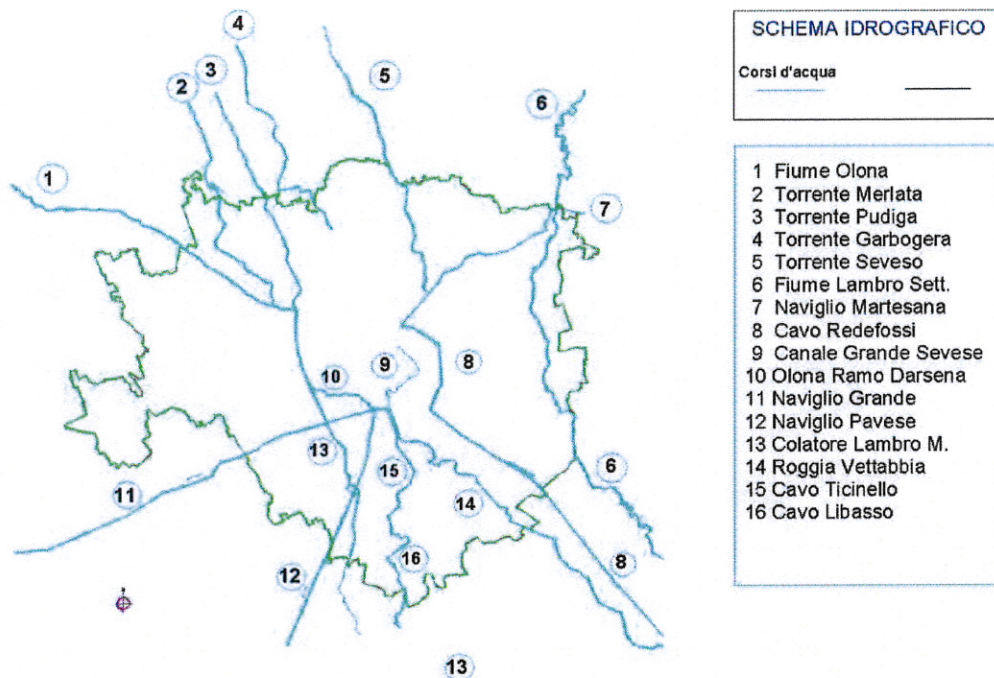 SCHEMA IDROGRAFICO
Corsi d'acqua
1 Fiume Olona
2 Torrente Merlata
3 Torrente Pudiga
4 Torrente Garbogera
5 Torrente Seveso
6 Fiume Lambro Sett.
7 Naviglio Martesana
8 Cavo Redefossi
9 Canale Grande Sevese
10 Olona Ramo Darsena
11 Naviglio Grande
12 Naviglio Pavese
13 Colatore Lambro M.
14 Roggia Vettabbia
15 Cavo Ticinello
16 Cavo Libasso
4
3
5
2
6
1
7
9
8
10
13
15
6
11
14
16
8
12
13